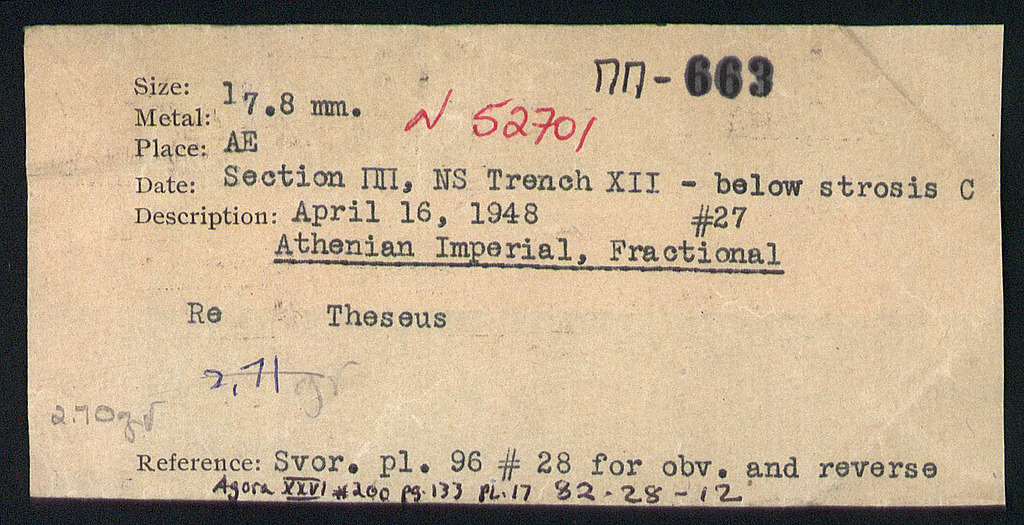 ΠΠ - 663
Size: 17.8 mm.
N 52701
Metal:
Place: AE
Date: Section ΠΠ, NS Trench XII - below strosis C
Description: April 16, 1948 #27
Athenian Imperial, Fractional
Re Theseus
2,71 gr
2.70gr
Reference: Svor. pl. 96 # 28 for obv. and reverse
Agora XXVI #200 pg.133 pl.17 82-28-12